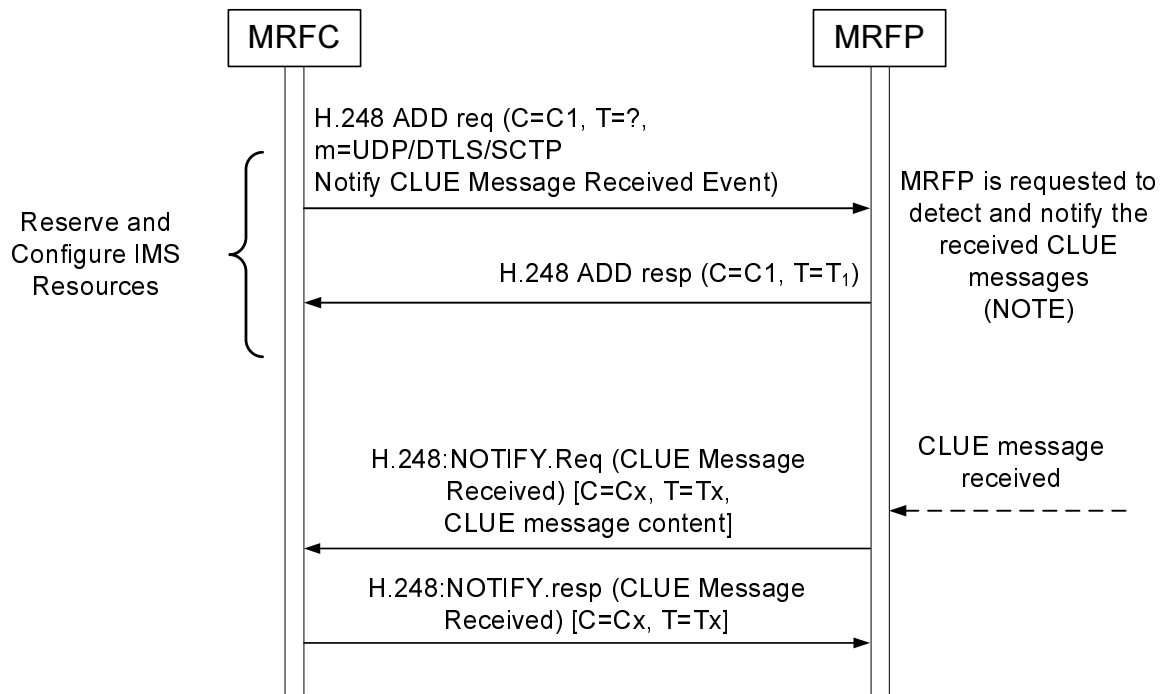 MRFC
MRFP
H.248 ADD req (C=C1, T=?,
m=UDP/DTLS/SCTP
Notify CLUE Message Received Event)
MRFP is requested to
detect and notify the
received CLUE
messages
(NOTE)
Reserve and
Configure IMS
Resources
H.248 ADD resp (C=C1, T=T₁)
CLUE message
received
H.248:NOTIFY.Req (CLUE Message
Received) [C=Cx, T=Tx,
CLUE message content]
H.248:NOTIFY.resp (CLUE Message
Received) [C=Cx, T=Tx]